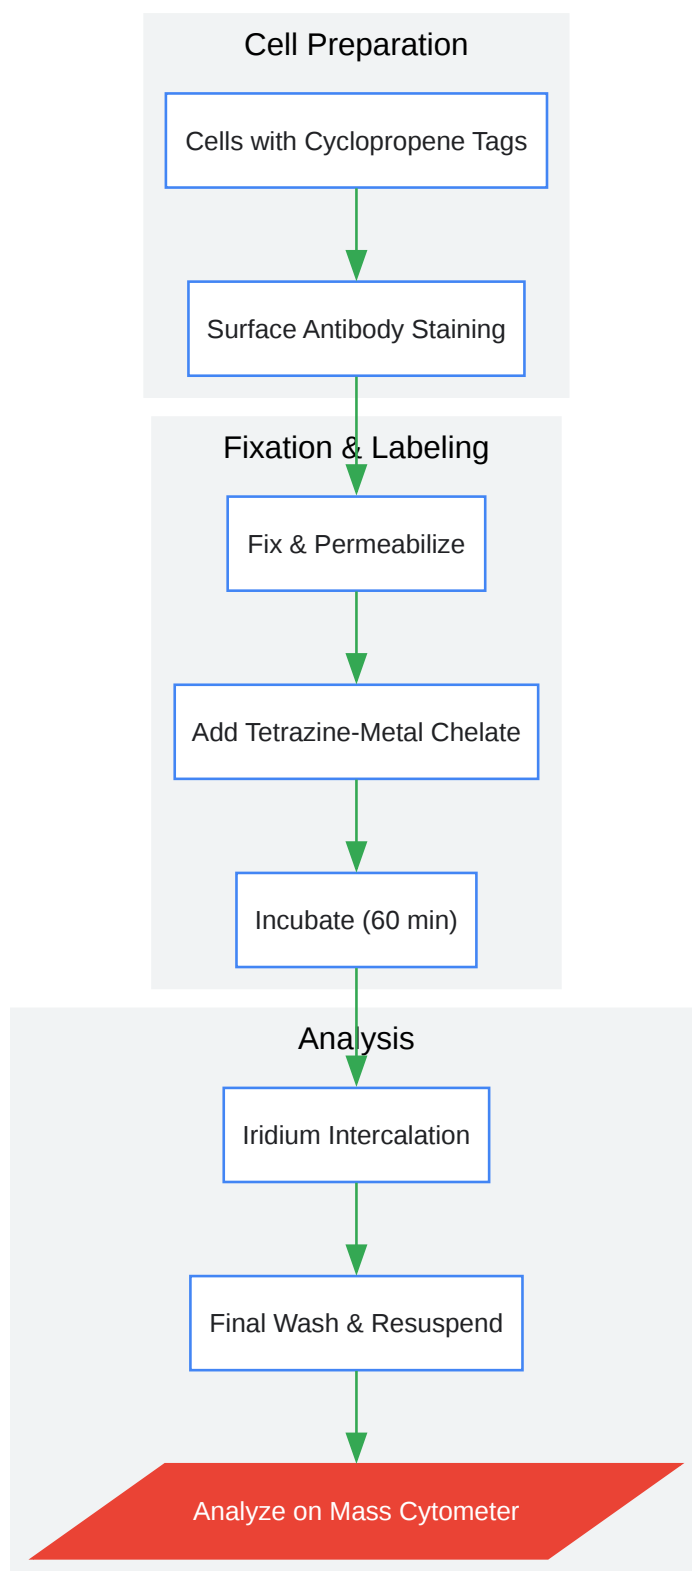 Cell Preparation
Cells with Cyclopropene Tags
Surface Antibody Staining
Fixation & Labeling
Fix & Permeabilize
Add Tetrazine-Metal Chelate
Incubate (60 min)
Analysis
Iridium Intercalation
Final Wash & Resuspend
Analyze on Mass Cytometer